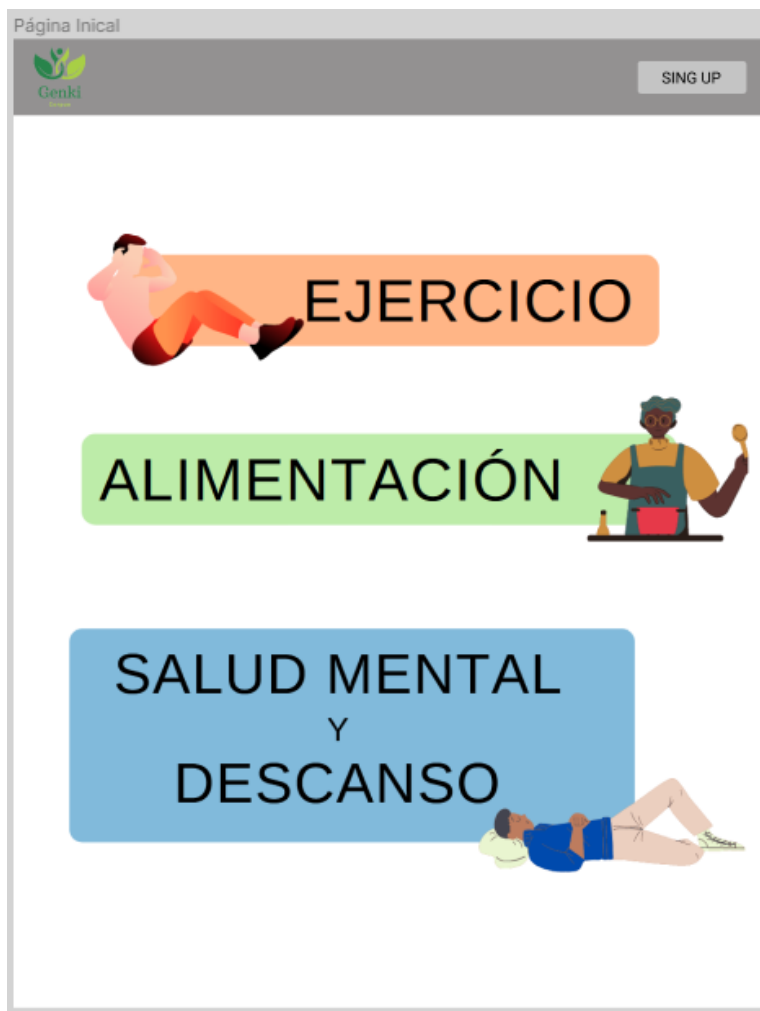 Página Inical
Genki
SING UP
EJERCICIO
ALIMENTACIÓN
SALUD MENTAL
Y
DESCANSO